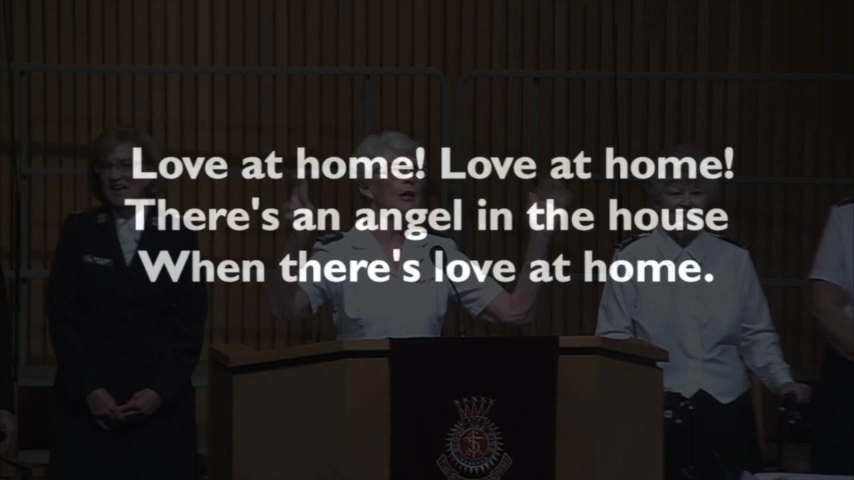 Love at home! Love at home!
There's an angel in the house
When there's love at home.